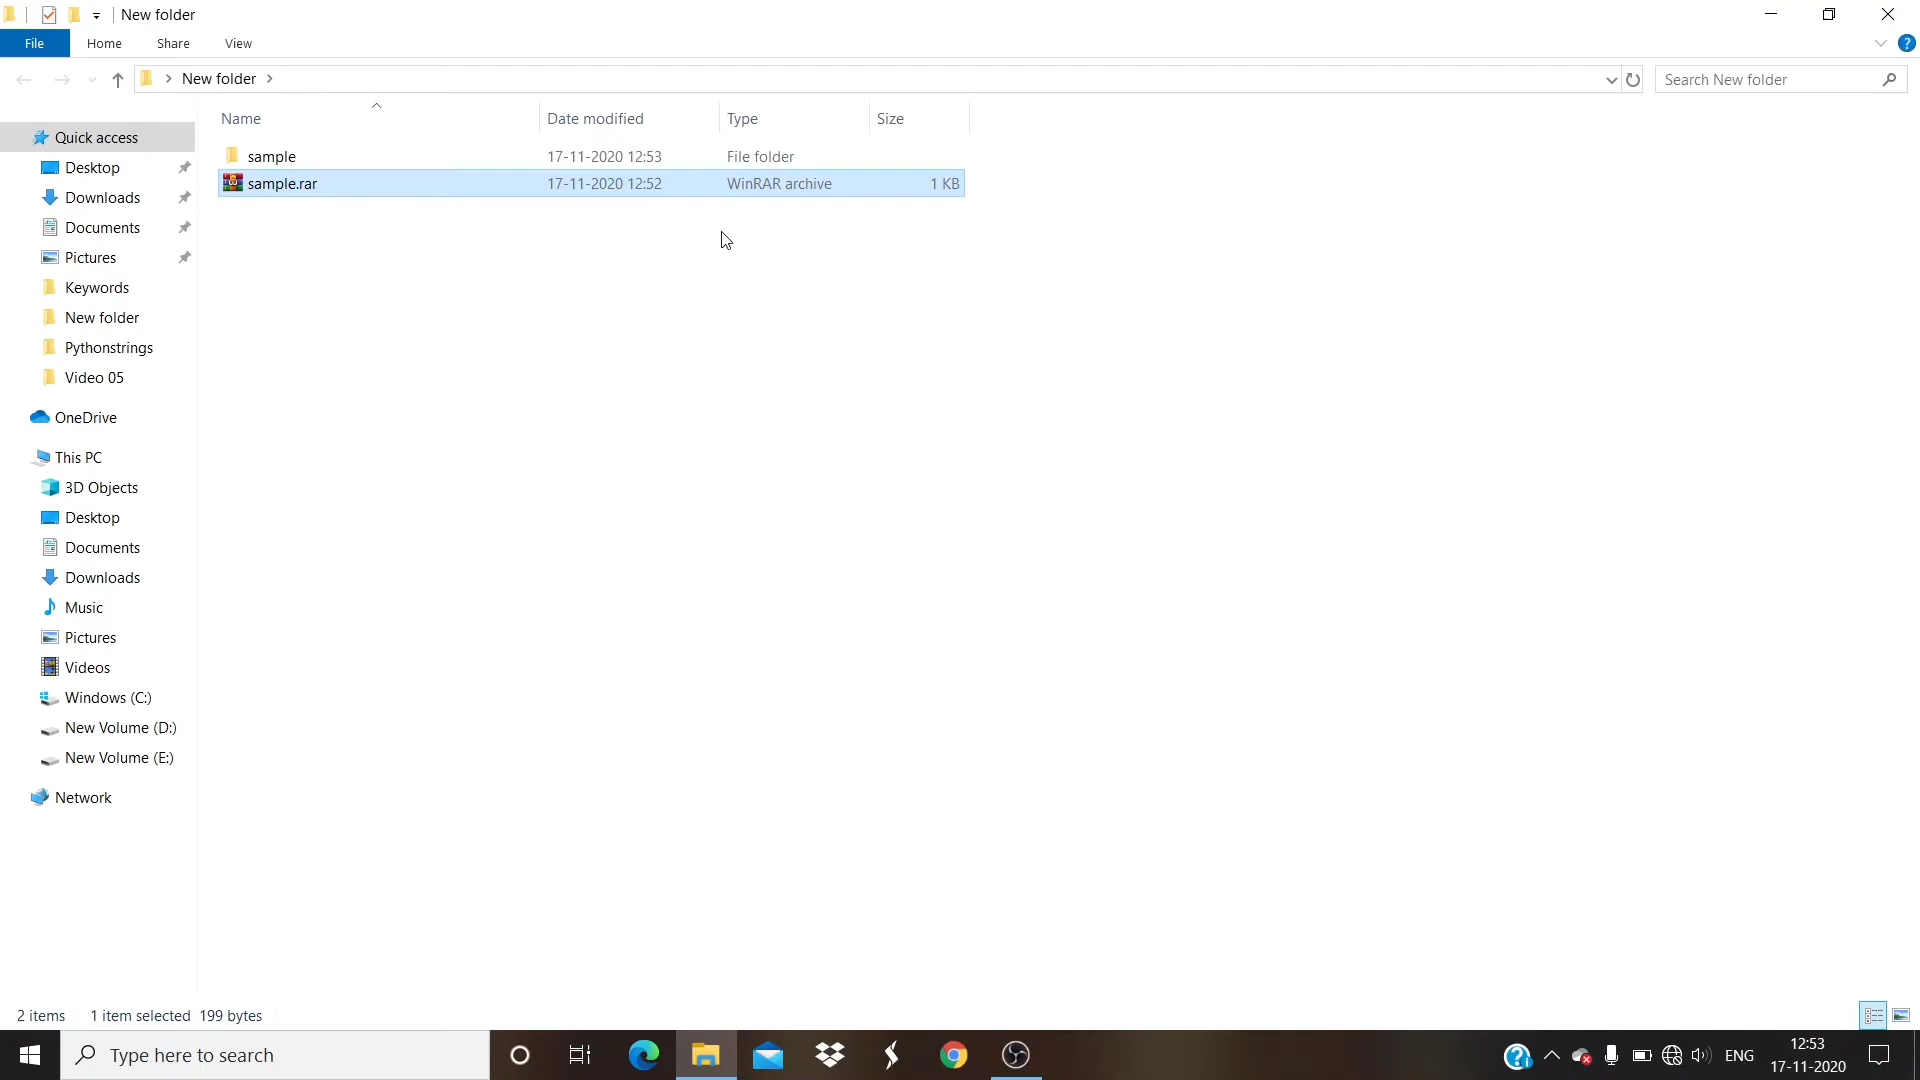 New folder
File Home Share View
New folder
Search New folder
Name Date modified Type Size
sample 17-11-2020 12:53 File folder
sample.rar 17-11-2020 12:52 WinRAR archive 1 KB
Quick access
Desktop
Downloads
Documents
Pictures
Keywords
New folder
Pythonstrings
Video 05
OneDrive
This PC
3D Objects
Desktop
Documents
Downloads
Music
Pictures
Videos
Windows (C:)
New Volume (D:)
New Volume (E:)
Network
2 items 1 item selected 199 bytes
Type here to search
ENG
12:53
17-11-2020